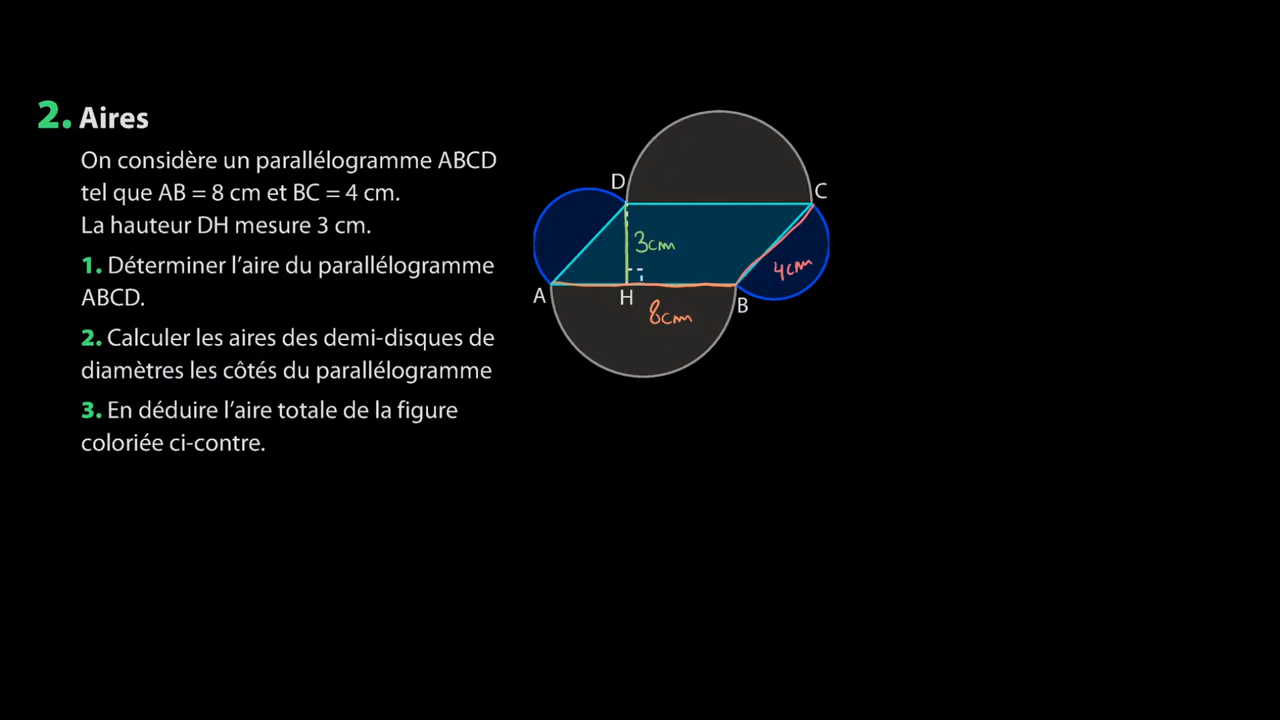 2. Aires
On considère un parallélogramme ABCD
tel que AB = 8 cm et BC = 4 cm.
La hauteur DH mesure 3 cm.
1. Déterminer l’aire du parallélogramme
ABCD.
2. Calculer les aires des demi-disques de
diamètres les côtés du parallélogramme
3. En déduire l’aire totale de la figure
coloriée ci-contre.
D
C
3cm
4cm
A
H
B
8cm